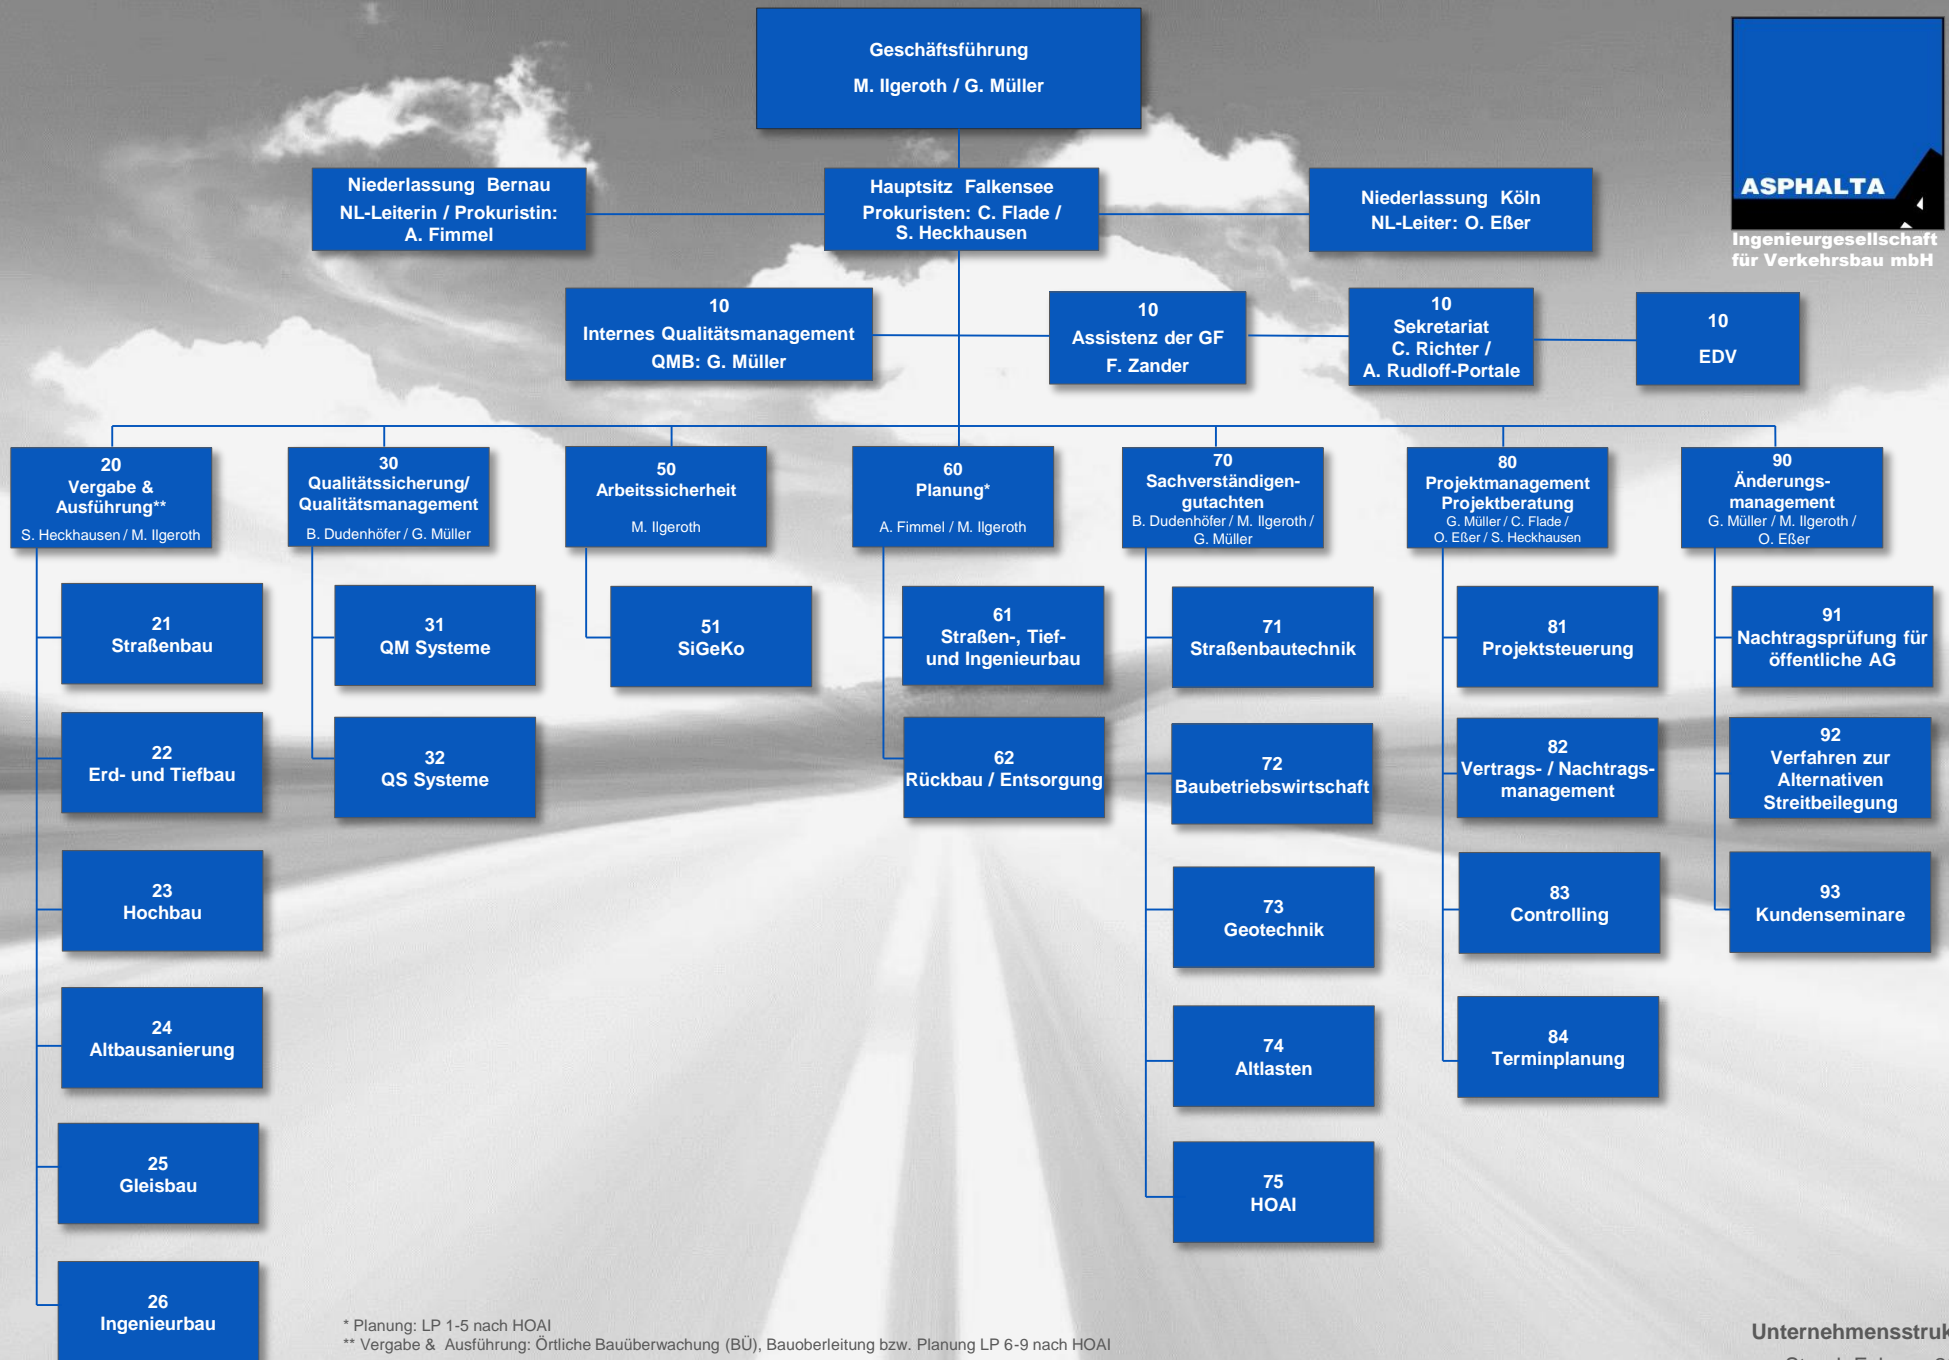 Geschäftsführung
M. Ilgeroth / G. Müller
ASPHALTA
Ingenieurgesellschaft
für Verkehrsbau mbH
Niederlassung Bernau
NL-Leiterin / Prokuristin:
A. Fimmel
Hauptsitz Falkensee
Prokuristen: C. Flade /
S. Heckhausen
Niederlassung Köln
NL-Leiter: O. Eßer
10
Internes Qualitätsmanagement
QMB: G. Müller
10
Assistenz der GF
F. Zander
10
Sekretariat
C. Richter /
A. Rudloff-Portale
10
EDV
20
Vergabe &
Ausführung**
S. Heckhausen / M. Ilgeroth
30
Qualitätssicherung/
Qualitätsmanagement
B. Dudenhöfer / G. Müller
50
Arbeitssicherheit
M. Ilgeroth
60
Planung*
A. Fimmel / M. Ilgeroth
70
Sachverständigen-
gutachten
B. Dudenhöfer / M. Ilgeroth /
G. Müller
80
Projektmanagement
Projektberatung
G. Müller / C. Flade /
O. Eßer / S. Heckhausen
90
Änderungs-
management
G. Müller / M. Ilgeroth /
O. Eßer
21
Straßenbau
22
Erd- und Tiefbau
23
Hochbau
24
Altbausanierung
25
Gleisbau
26
Ingenieurbau
31
QM Systeme
32
QS Systeme
51
SiGeKo
61
Straßen-, Tief-
und Ingenieurbau
62
Rückbau / Entsorgung
71
Straßenbautechnik
72
Baubetriebswirtschaft
73
Geotechnik
74
Altlasten
75
HOAI
81
Projektsteuerung
82
Vertrags- / Nachtrags-
management
83
Controlling
84
Terminplanung
91
Nachtragsprüfung für
öffentliche AG
92
Verfahren zur
Alternativen
Streitbeilegung
93
Kundenseminare
* Planung: LP 1-5 nach HOAI
** Vergabe & Ausführung: Örtliche Bauüberwachung (BÜ), Bauoberleitung bzw. Planung LP 6-9 nach HOAI
Unternehmensstruk